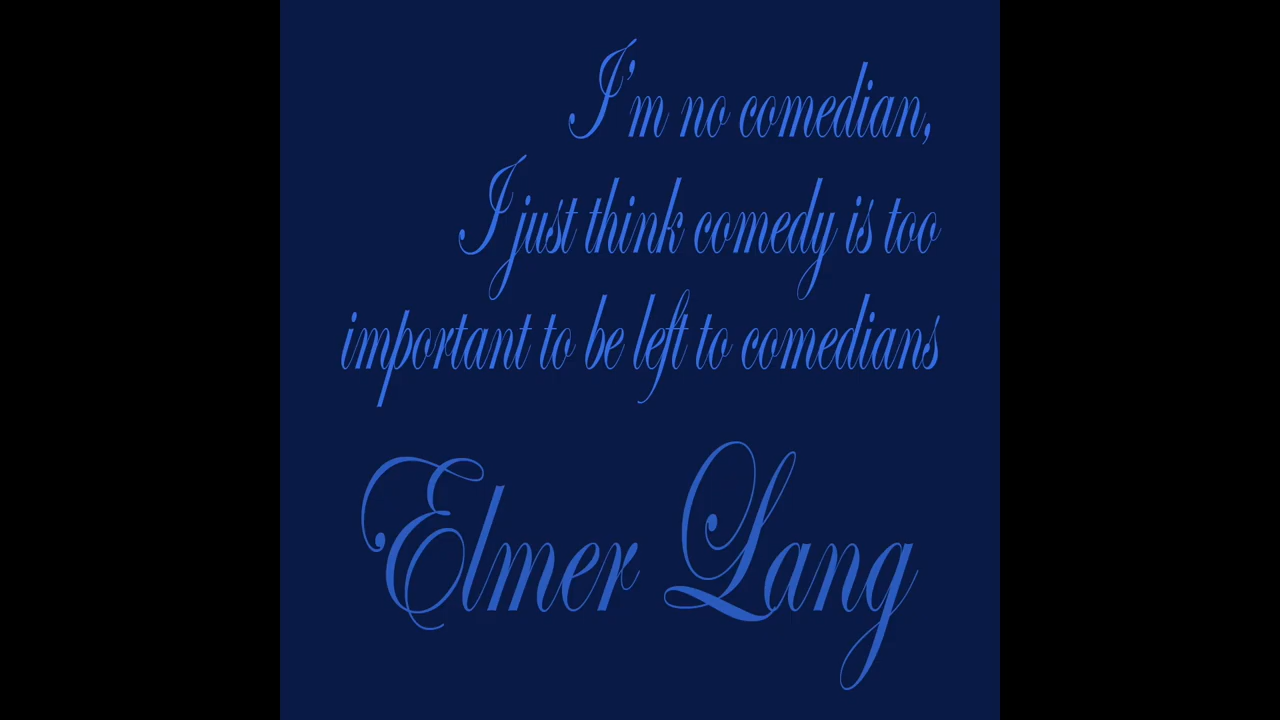 I'm no comedian,
I just think comedy is too
important to be left to comedians
Elmer Lang